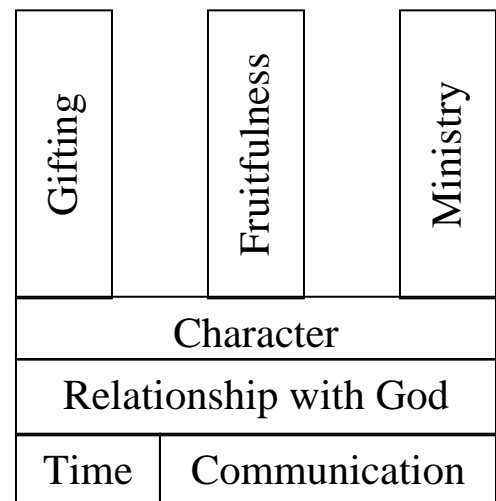 Gifting
Fruitfulness
Ministry
Character
Relationship with God
Time
Communication